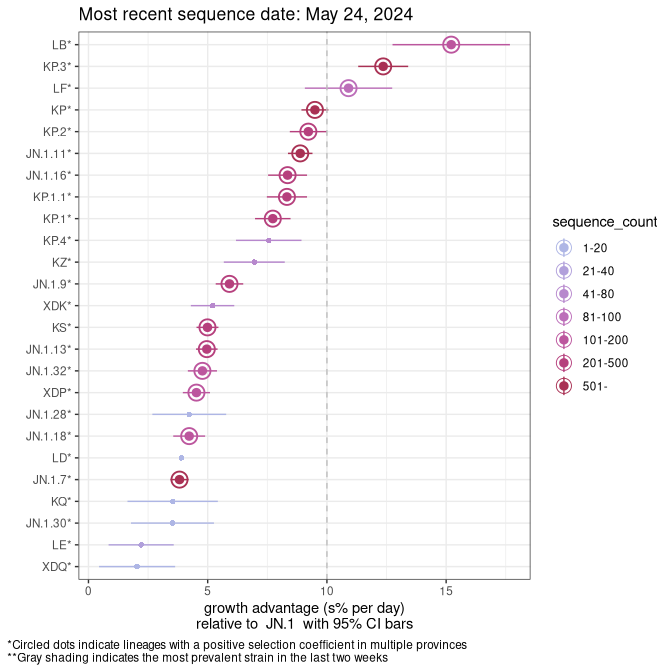 Most recent sequence date: May 24, 2024
LB*
KP.3*
LF*
KP*
KP.2*
JN.1.11*
JN.1.16*
KP.1.1*
KP.1*
KP.4*
KZ*
JN.1.9*
XDK*
KS*
JN.1.13*
JN.1.32*
XDP*
JN.1.28*
JN.1.18*
LD*
JN.1.7*
KQ*
JN.1.30*
LE*
XDQ*
0 5 10 15
growth advantage (s% per day)
relative to JN.1 with 95% CI bars
sequence_count
1-20
21-40
41-80
81-100
101-200
201-500
501-
*Circled dots indicate lineages with a positive selection coefficient in multiple provinces
**Gray shading indicates the most prevalent strain in the last two weeks